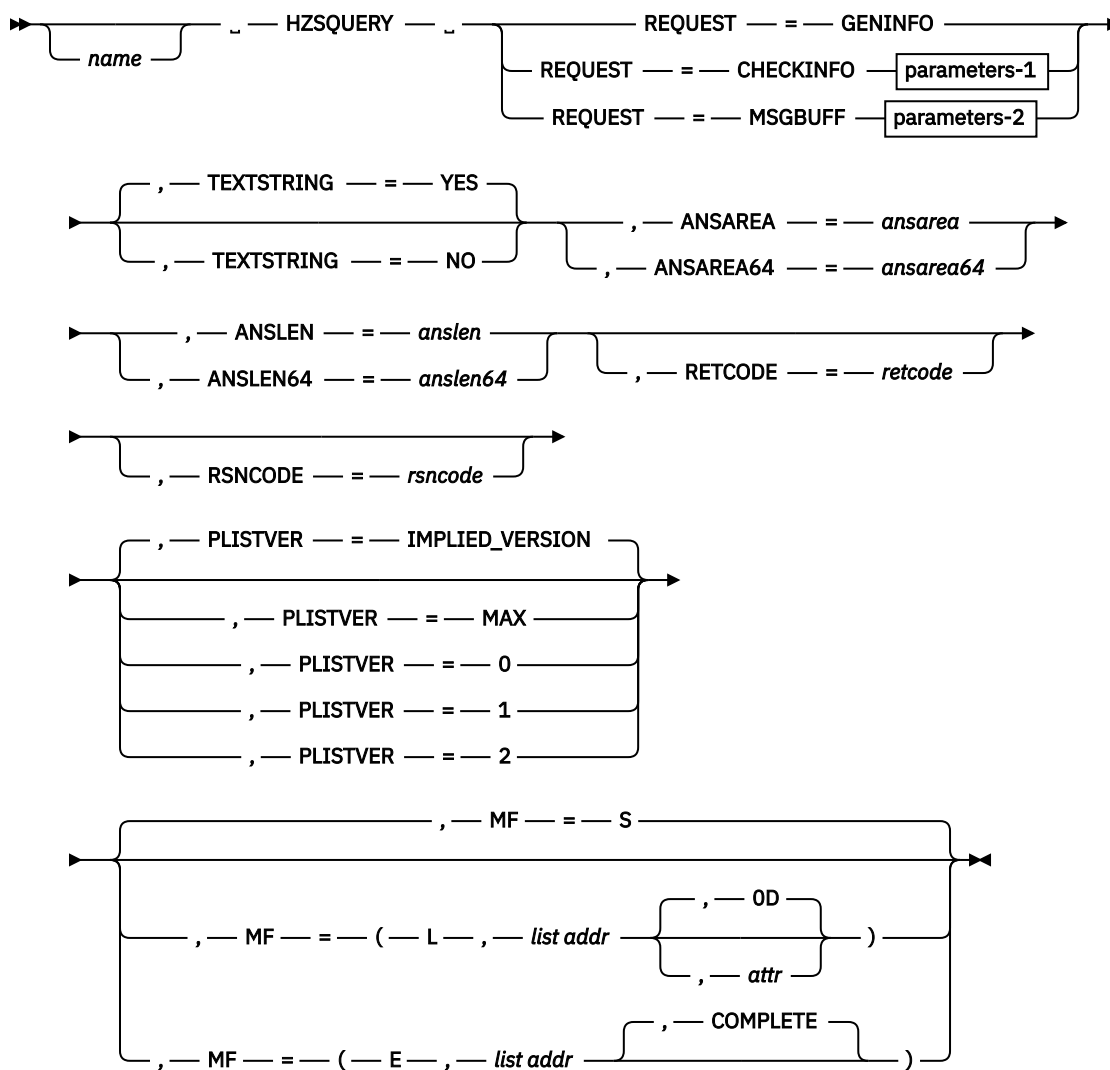 ␣ HZSQUERY ␣ REQUEST = GENINFO
name
REQUEST = CHECKINFO parameters-1
REQUEST = MSGBUFF parameters-2
, TEXTSTRING = YES
, ANSAREA = ansarea
, TEXTSTRING = NO
, ANSAREA64 = ansarea64
, ANSLEN = anslen
, ANSLEN64 = anslen64
, RETCODE = retcode
, RSNCODE = rsncode
, PLISTVER = IMPLIED_VERSION
, PLISTVER = MAX
, PLISTVER = 0
, PLISTVER = 1
, PLISTVER = 2
, MF = S
, 0D
, MF = ( L , list addr )
, attr
, COMPLETE
, MF = ( E , list addr )